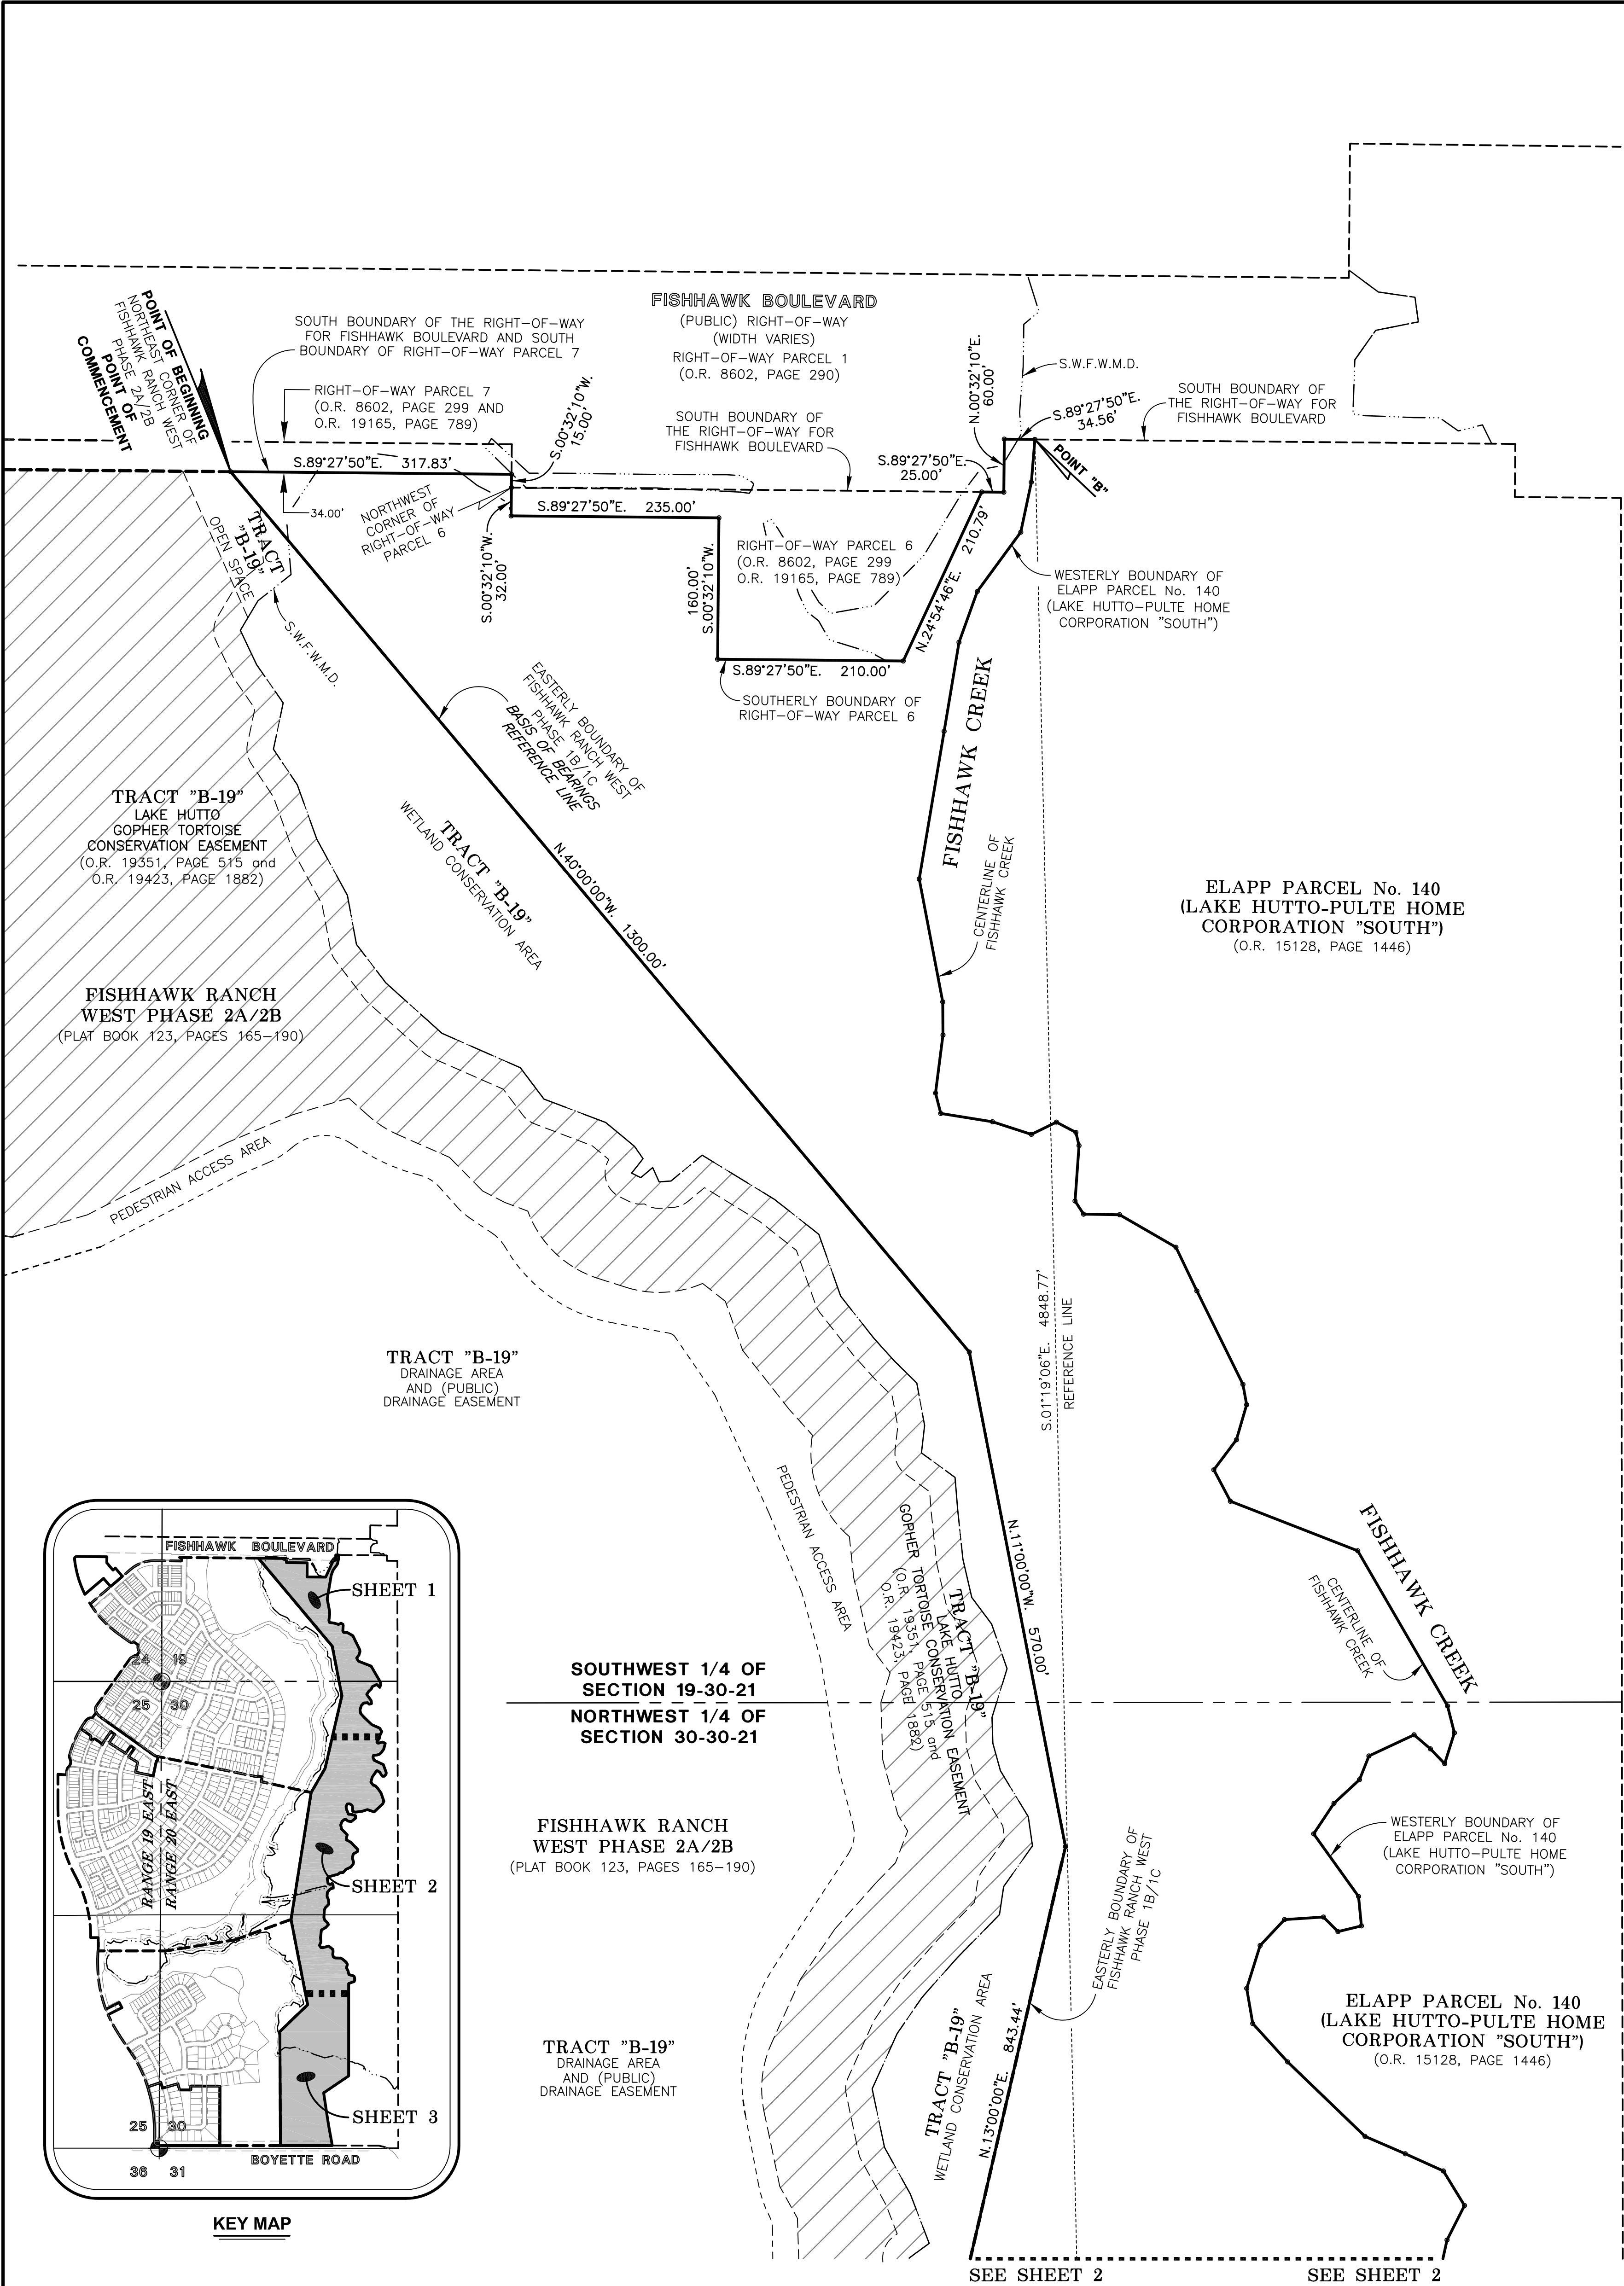 POINT OF BEGINNING
NORTHEAST CORNER OF
FISHHAWK RANCH WEST
PHASE 2A/2B
POINT OF
COMMENCEMENT
SOUTH BOUNDARY OF THE RIGHT-OF-WAY
FOR FISHHAWK BOULEVARD AND SOUTH
BOUNDARY OF RIGHT-OF-WAY PARCEL 7
FISHHAWK BOULEVARD
(PUBLIC) RIGHT-OF-WAY
(WIDTH VARIES)
RIGHT-OF-WAY PARCEL 1
(O.R. 8602, PAGE 290)
RIGHT-OF-WAY PARCEL 7
(O.R. 8602, PAGE 299 AND
O.R. 19165, PAGE 789)
S.00°32'10"W.
15.00'
SOUTH BOUNDARY OF
THE RIGHT-OF-WAY FOR
FISHHAWK BOULEVARD
N.00°32'10"E.
60.00'
S.W.F.W.M.D.
S.89°27'50"E.
34.56'
SOUTH BOUNDARY OF
THE RIGHT-OF-WAY FOR
FISHHAWK BOULEVARD
POINT "B"
S.89°27'50"E.
25.00'
S.89°27'50"E. 317.83'
34.00'
NORTHWEST
CORNER OF
RIGHT-OF-WAY
PARCEL 6
S.00°32'10"W.
32.00'
S.89°27'50"E. 235.00'
160.00'
S.00°32'10"W.
RIGHT-OF-WAY PARCEL 6
(O.R. 8602, PAGE 299
O.R. 19165, PAGE 789)
N.24°54'46"E. 210.79'
S.89°27'50"E. 210.00'
SOUTHERLY BOUNDARY OF
RIGHT-OF-WAY PARCEL 6
WESTERLY BOUNDARY OF
ELAPP PARCEL No. 140
(LAKE HUTTO-PULTE HOME
CORPORATION "SOUTH")
TRACT
"B-19"
OPEN SPACE
S.W.F.W.M.D.
EASTERLY BOUNDARY OF
FISHHAWK RANCH WEST
PHASE 1B/1C
BASIS OF BEARINGS
REFERENCE LINE
FISHHAWK CREEK
CENTERLINE OF
FISHHAWK CREEK
TRACT "B-19"
LAKE HUTTO
GOPHER TORTOISE
CONSERVATION EASEMENT
(O.R. 19351, PAGE 515 and
O.R. 19423, PAGE 1882)
TRACT "B-19"
WETLAND CONSERVATION AREA
N.40°00'00"W. 1300.00'
ELAPP PARCEL No. 140
(LAKE HUTTO-PULTE HOME
CORPORATION "SOUTH")
(O.R. 15128, PAGE 1446)
FISHHAWK RANCH
WEST PHASE 2A/2B
(PLAT BOOK 123, PAGES 165-190)
PEDESTRIAN ACCESS AREA
S.01°19'06"E. 4848.77'
REFERENCE LINE
TRACT "B-19"
DRAINAGE AREA
AND (PUBLIC)
DRAINAGE EASEMENT
PEDESTRIAN ACCESS AREA
TRACT "B-19"
LAKE HUTTO
GOPHER TORTOISE CONSERVATION EASEMENT
(O.R. 19351, PAGE 515 and
O.R. 19423, PAGE 1882)
N.11°00'00"W. 570.00'
FISHHAWK CREEK
CENTERLINE OF
FISHHAWK CREEK
SOUTHWEST 1/4 OF
SECTION 19-30-21
NORTHWEST 1/4 OF
SECTION 30-30-21
FISHHAWK RANCH
WEST PHASE 2A/2B
(PLAT BOOK 123, PAGES 165-190)
WESTERLY BOUNDARY OF
ELAPP PARCEL No. 140
(LAKE HUTTO-PULTE HOME
CORPORATION "SOUTH")
EASTERLY BOUNDARY OF
FISHHAWK RANCH WEST
PHASE 1B/1C
TRACT "B-19"
WETLAND CONSERVATION AREA
N.13°00'00"E. 843.44'
TRACT "B-19"
DRAINAGE AREA
AND (PUBLIC)
DRAINAGE EASEMENT
ELAPP PARCEL No. 140
(LAKE HUTTO-PULTE HOME
CORPORATION "SOUTH")
(O.R. 15128, PAGE 1446)
FISHHAWK BOULEVARD
SHEET 1
24 19
25 30
RANGE 19 EAST
RANGE 20 EAST
SHEET 2
SHEET 3
25 30
36 31
BOYETTE ROAD
KEY MAP
SEE SHEET 2 SEE SHEET 2